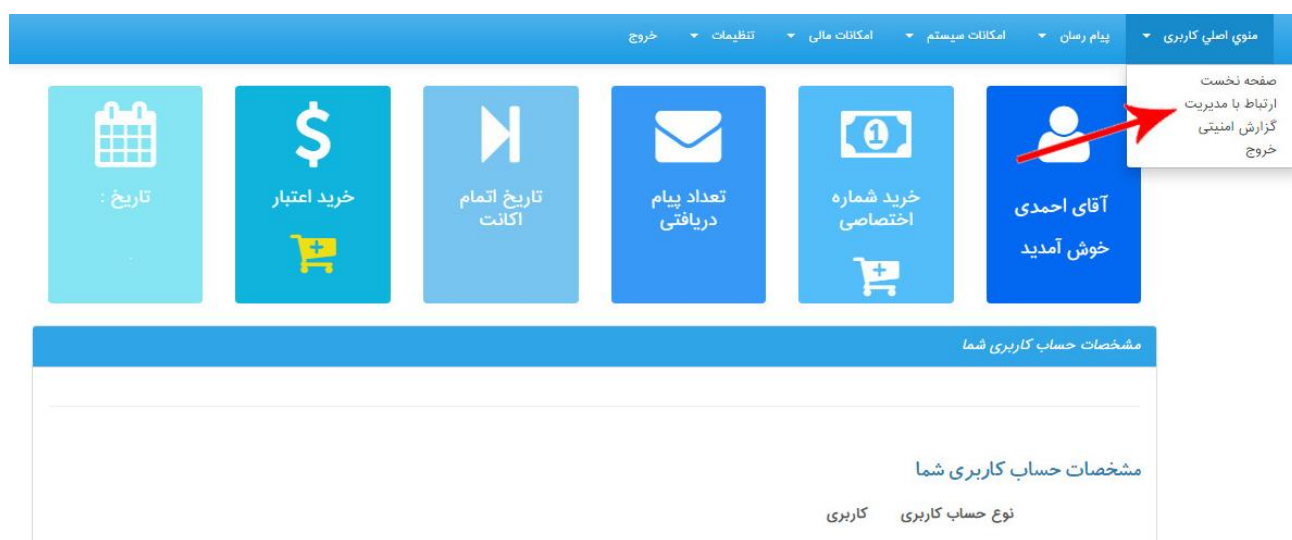 منوي اصلي کاربری
پیام رسان
امکانات سیستم
امکانات مالی
تنظیمات
خروج
صفحه نخست
ارتباط با مدیریت
گزارش امنیتی
خروج
آقای احمدی
خوش آمدید
خرید شماره
اختصاصی
تعداد پیام
دریافتی
تاریخ اتمام
اکانت
خرید اعتبار
تاریخ :
مشخصات حساب کاربری شما
مشخصات حساب کاربری شما
نوع حساب کاربری کاربری